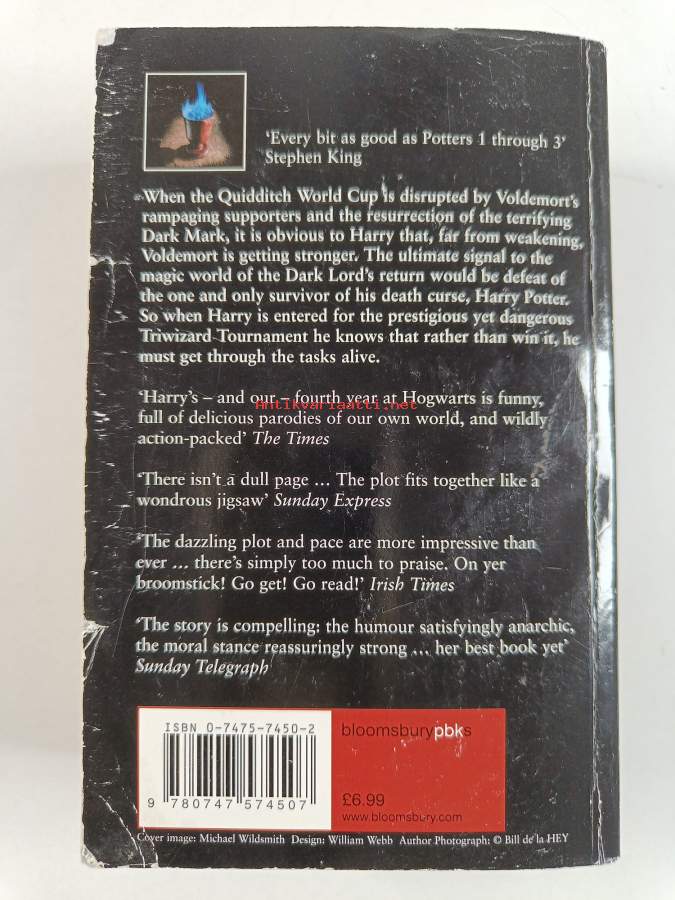 'Every bit as good as Potters 1 through 3'
Stephen King
When the Quidditch World Cup is disrupted by Voldemort's
rampaging supporters and the resurrection of the terrifying
Dark Mark, it is obvious to Harry that, far from weakening,
Voldemort is getting stronger. The ultimate signal to the
magic world of the Dark Lord's return would be defeat of
the one and only survivor of his death curse, Harry Potter.
So when Harry is entered for the prestigious yet dangerous
Triwizard Tournament he knows that rather than win it, he
must get through the tasks alive.
'Harry's – and our – fourth year at Hogwarts is funny,
Antikvariaatti.net
full of delicious parodies of our own world, and wildly
action-packed' The Times
'There isn't a dull page ... The plot fits together like a
wondrous jigsaw' Sunday Express
'The dazzling plot and pace are more impressive than
ever ... there's simply too much to praise. On yer
broomstick! Go get! Go read!' Irish Times
'The story is compelling: the humour satisfyingly anarchic,
the moral stance reassuringly strong ... her best book yet'
Sunday Telegraph
ISBN 0-7475-7450-2
bloomsburypbks
9 780747 574507
£6.99
www.bloomsbury.com
Cover image: Michael Wildsmith Design: William Webb Author Photograph: © Bill de la HEY